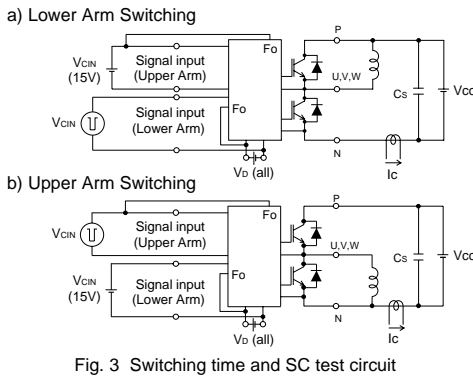 a) Lower Arm Switching
P
Fo
VCIN
(15V)
Signal input
(Upper Arm)
U,V,W
CS
VCC
VCIN
Signal input
(Lower Arm)
Fo
N
VD (all)
IC
b) Upper Arm Switching
P
Fo
VCIN
Signal input
(Upper Arm)
U,V,W
CS
VCC
VCIN
(15V)
Signal input
(Lower Arm)
Fo
N
VD (all)
IC
Fig. 3 Switching time and SC test circuit